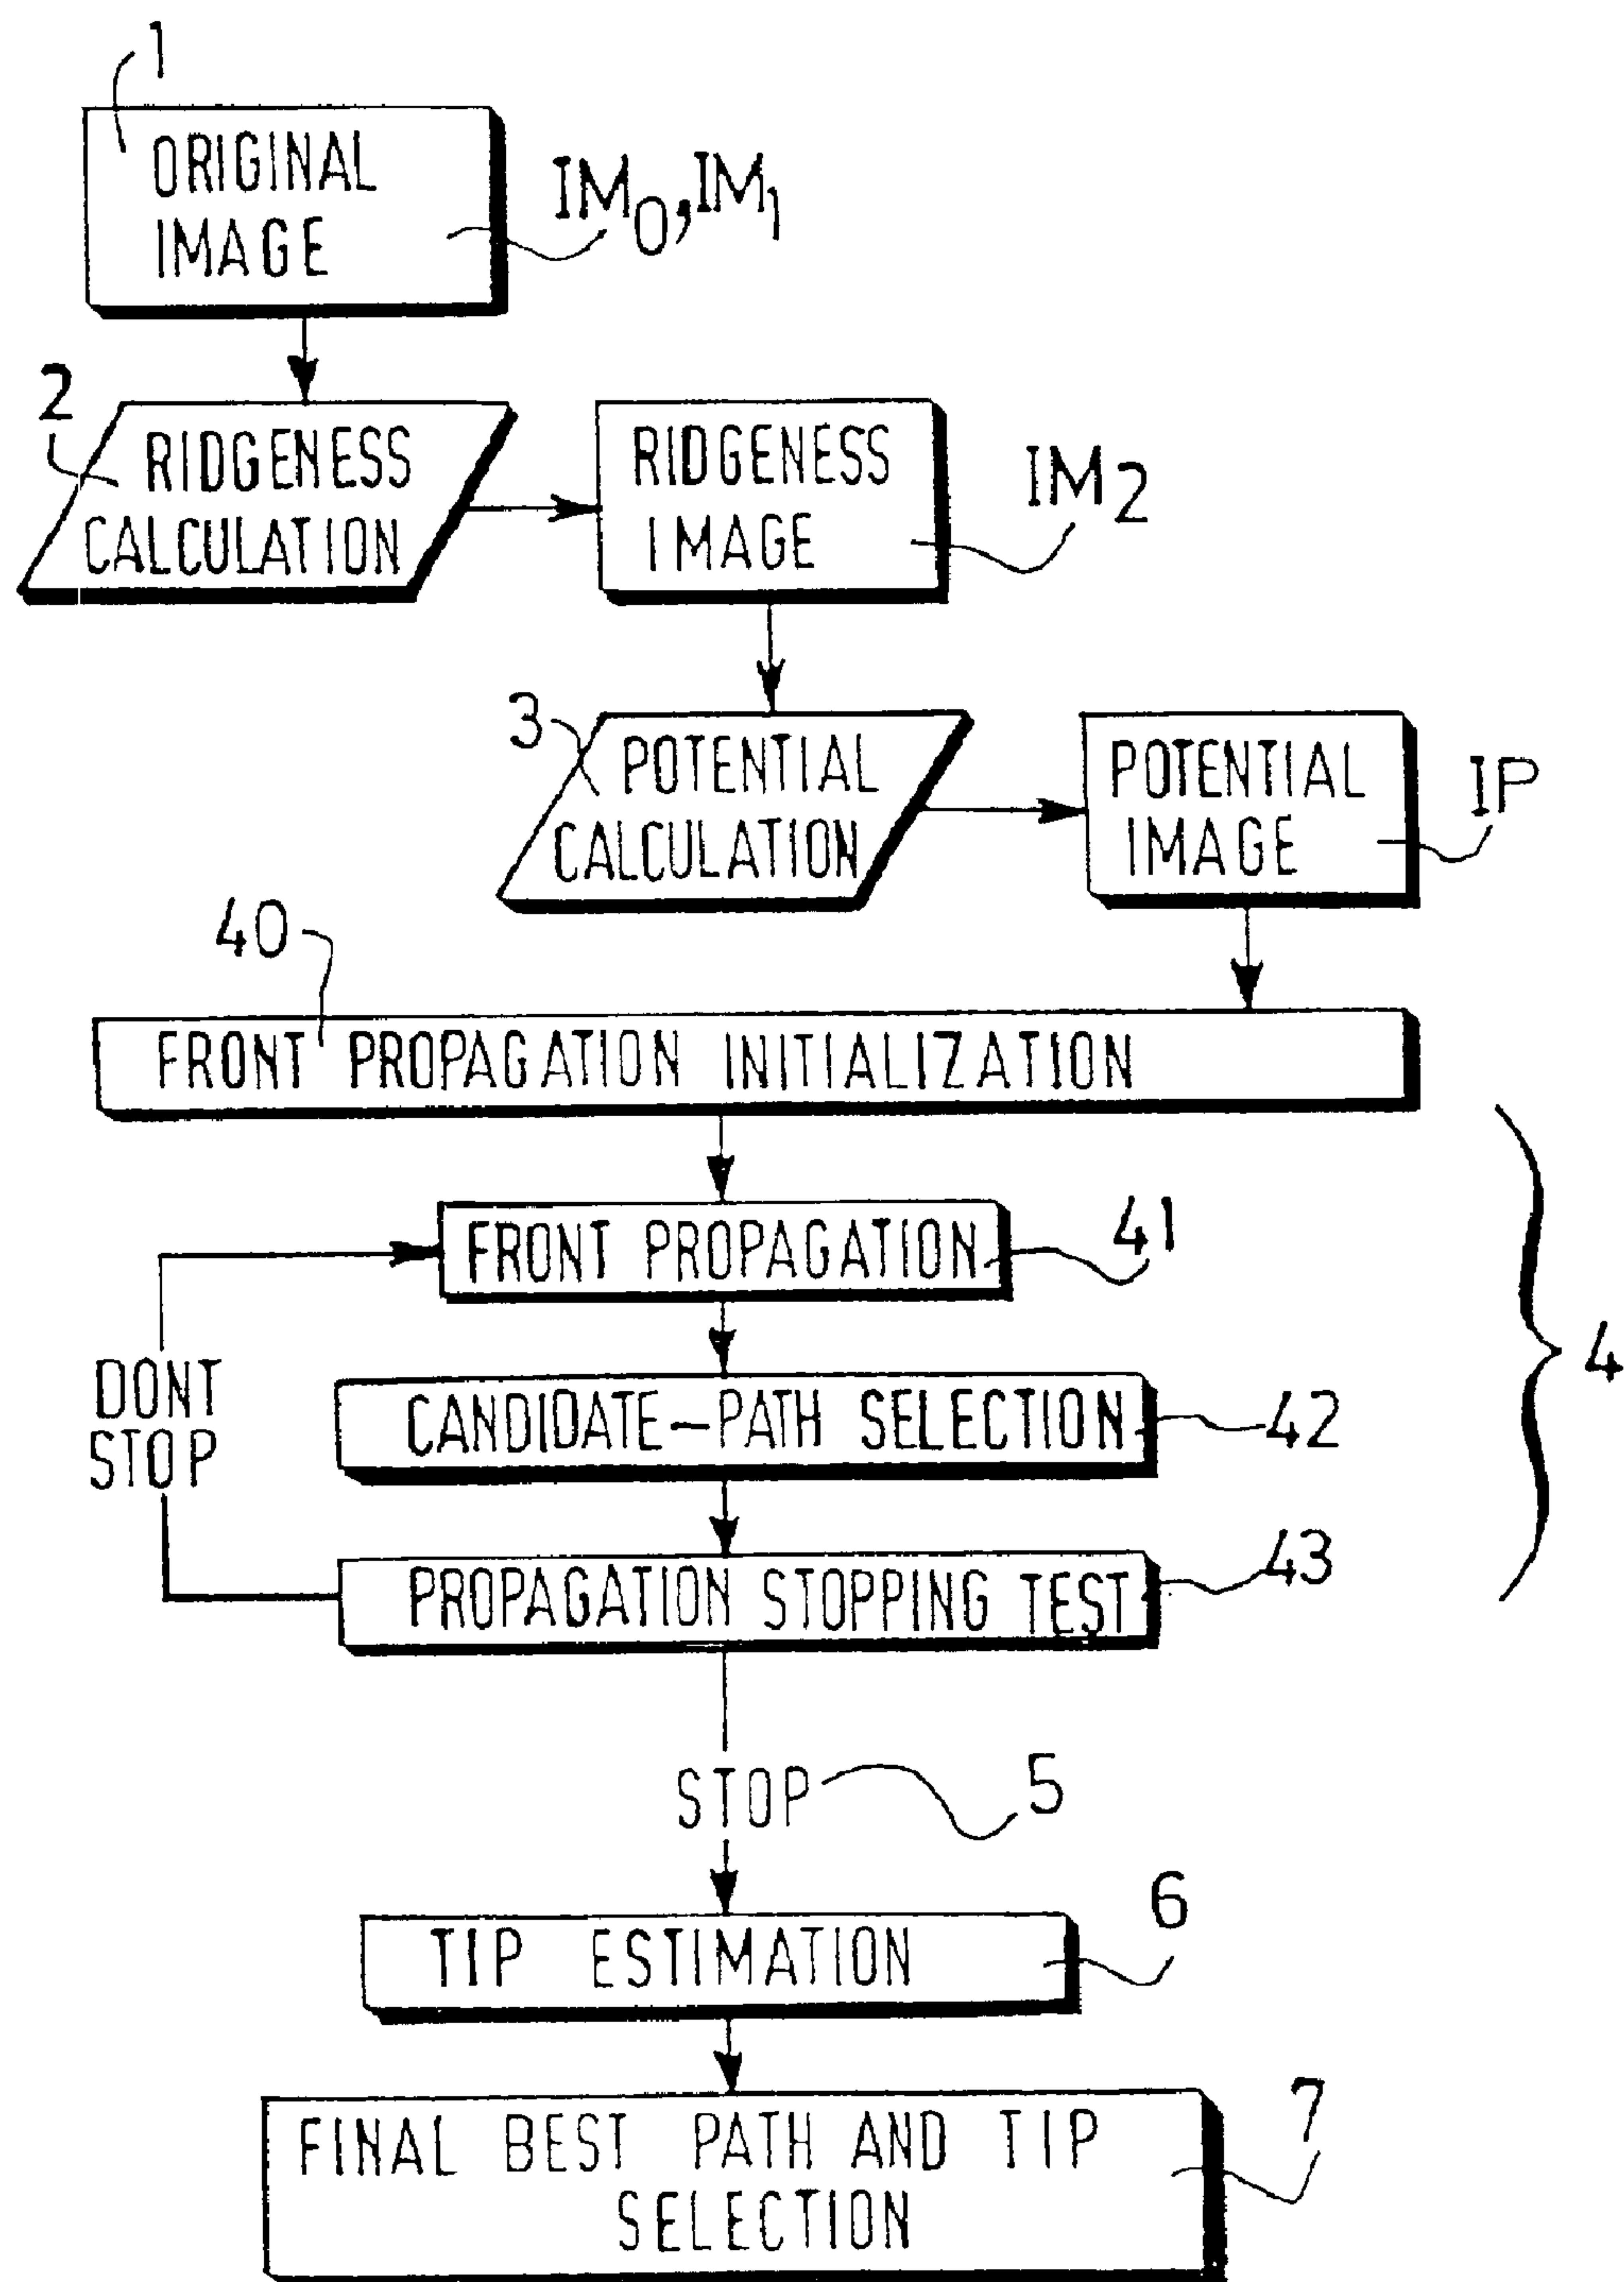 1
ORIGINAL
IMAGE
IM0,IM1
2
RIDGENESS
CALCULATION
RIDGENESS
IMAGE
IM2
3
POTENTIAL
CALCULATION
POTENTIAL
IMAGE
IP
40
FRONT PROPAGATION INITIALIZATION
FRONT PROPAGATION
41
4
DONT
STOP
CANDIDATE-PATH SELECTION
42
PROPAGATION STOPPING TEST
43
STOP
5
TIP ESTIMATION
6
FINAL BEST PATH AND TIP
SELECTION
7